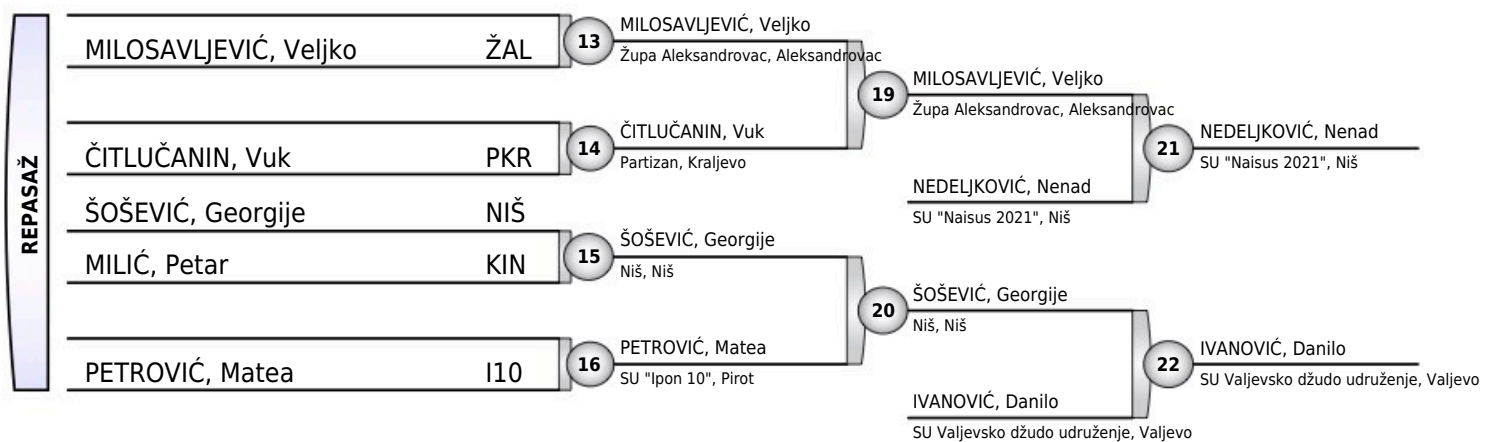 REPASAŽ
MILOSAVLJEVIĆ, Veljko ŽAL
ČITLUČANIN, Vuk PKR
ŠOŠEVIĆ, Georgije NIŠ
MILIĆ, Petar KIN
PETROVIĆ, Matea I10
13
MILOSAVLJEVIĆ, Veljko
Župa Aleksandrovac, Aleksandrovac
14
ČITLUČANIN, Vuk
Partizan, Kraljevo
15
ŠOŠEVIĆ, Georgije
Niš, Niš
16
PETROVIĆ, Matea
SU "Ipon 10", Pirot
19
MILOSAVLJEVIĆ, Veljko
Župa Aleksandrovac, Aleksandrovac
NEDELJKOVIĆ, Nenad
SU "Naisus 2021", Niš
20
ŠOŠEVIĆ, Georgije
Niš, Niš
IVANOVIĆ, Danilo
SU Valjevsko džudo udruženje, Valjevo
21
NEDELJKOVIĆ, Nenad
SU "Naisus 2021", Niš
22
IVANOVIĆ, Danilo
SU Valjevsko džudo udruženje, Valjevo